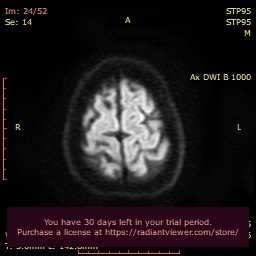 Im: 24/52
Se: 14
A
STP95
STP95
M
Ax DWI B 1000
R
L
You have 30 days left in your trial period.
Purchase a license at https://radiantviewer.com/store/